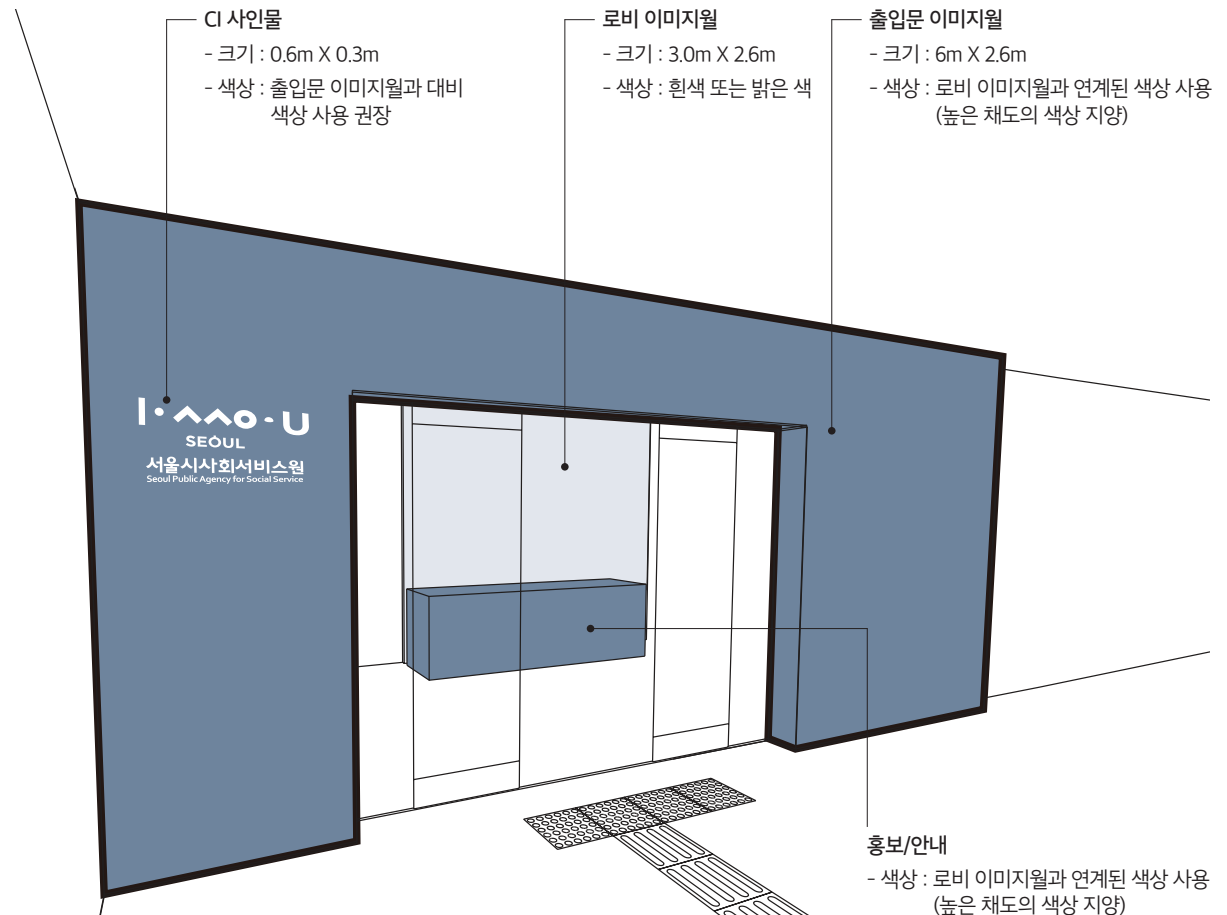 CI 사인물
- 크기 : 0.6m X 0.3m
- 색상 : 출입문 이미지월과 대비
색상 사용 권장
로비 이미지월
- 크기 : 3.0m X 2.6m
- 색상 : 흰색 또는 밝은 색
출입문 이미지월
- 크기 : 6m X 2.6m
- 색상 : 로비 이미지월과 연계된 색상 사용
(높은 채도의 색상 지양)
I·ㅅㅅㅇ·U
SEOUL
서울시사회서비스원
Seoul Public Agency for Social Service
홍보/안내
- 색상 : 로비 이미지월과 연계된 색상 사용
(높은 채도의 색상 지양)